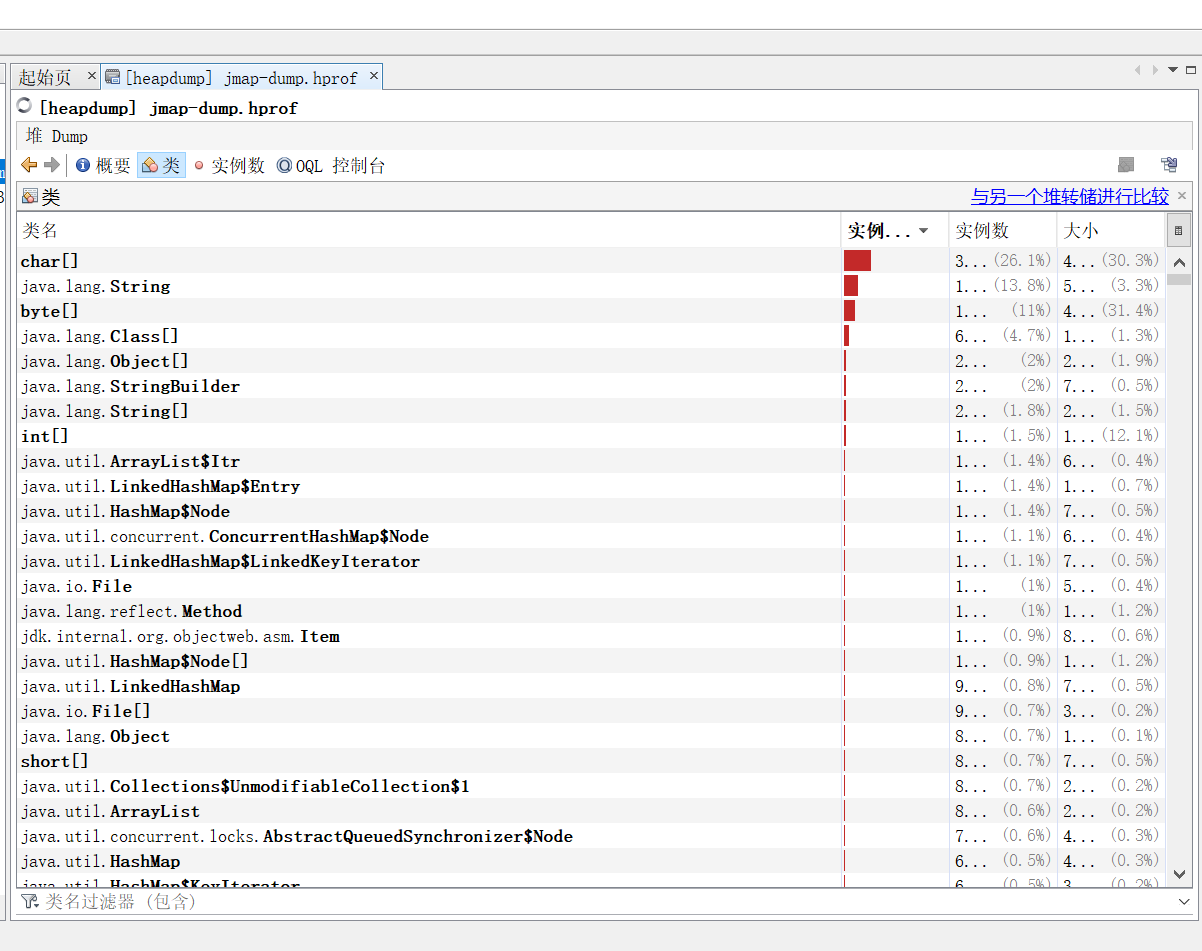 起始页 [heapdump] jmap-dump.hprof
[heapdump] jmap-dump.hprof
堆 Dump
概要 类 实例数 OQL 控制台
类 与另一个堆转储进行比较
类名 实例... 实例数 大小
char[] 3... (26.1%) 4... (30.3%)
java.lang.String 1... (13.8%) 5... (3.3%)
byte[] 1... (11%) 4... (31.4%)
java.lang.Class[] 6... (4.7%) 1... (1.3%)
java.lang.Object[] 2... (2%) 2... (1.9%)
java.lang.StringBuilder 2... (2%) 7... (0.5%)
java.lang.String[] 2... (1.8%) 2... (1.5%)
int[] 1... (1.5%) 1... (12.1%)
java.util.ArrayList$Itr 1... (1.4%) 6... (0.4%)
java.util.LinkedHashMap$Entry 1... (1.4%) 1... (0.7%)
java.util.HashMap$Node 1... (1.4%) 7... (0.5%)
java.util.concurrent.ConcurrentHashMap$Node 1... (1.1%) 6... (0.4%)
java.util.LinkedHashMap$LinkedKeyIterator 1... (1.1%) 7... (0.5%)
java.io.File 1... (1%) 5... (0.4%)
java.lang.reflect.Method 1... (1%) 1... (1.2%)
jdk.internal.org.objectweb.asm.Item 1... (0.9%) 8... (0.6%)
java.util.HashMap$Node[] 1... (0.9%) 1... (1.2%)
java.util.LinkedHashMap 9... (0.8%) 7... (0.5%)
java.io.File[] 9... (0.7%) 3... (0.2%)
java.lang.Object 8... (0.7%) 1... (0.1%)
short[] 8... (0.7%) 7... (0.5%)
java.util.Collections$UnmodifiableCollection$1 8... (0.7%) 2... (0.2%)
java.util.ArrayList 8... (0.6%) 2... (0.2%)
java.util.concurrent.locks.AbstractQueuedSynchronizer$Node 7... (0.6%) 4... (0.3%)
java.util.HashMap 6... (0.5%) 4... (0.3%)
java.util.HashMap$KeyIterator 6... (0.5%) 3... (0.2%)
类名过滤器 (包含)